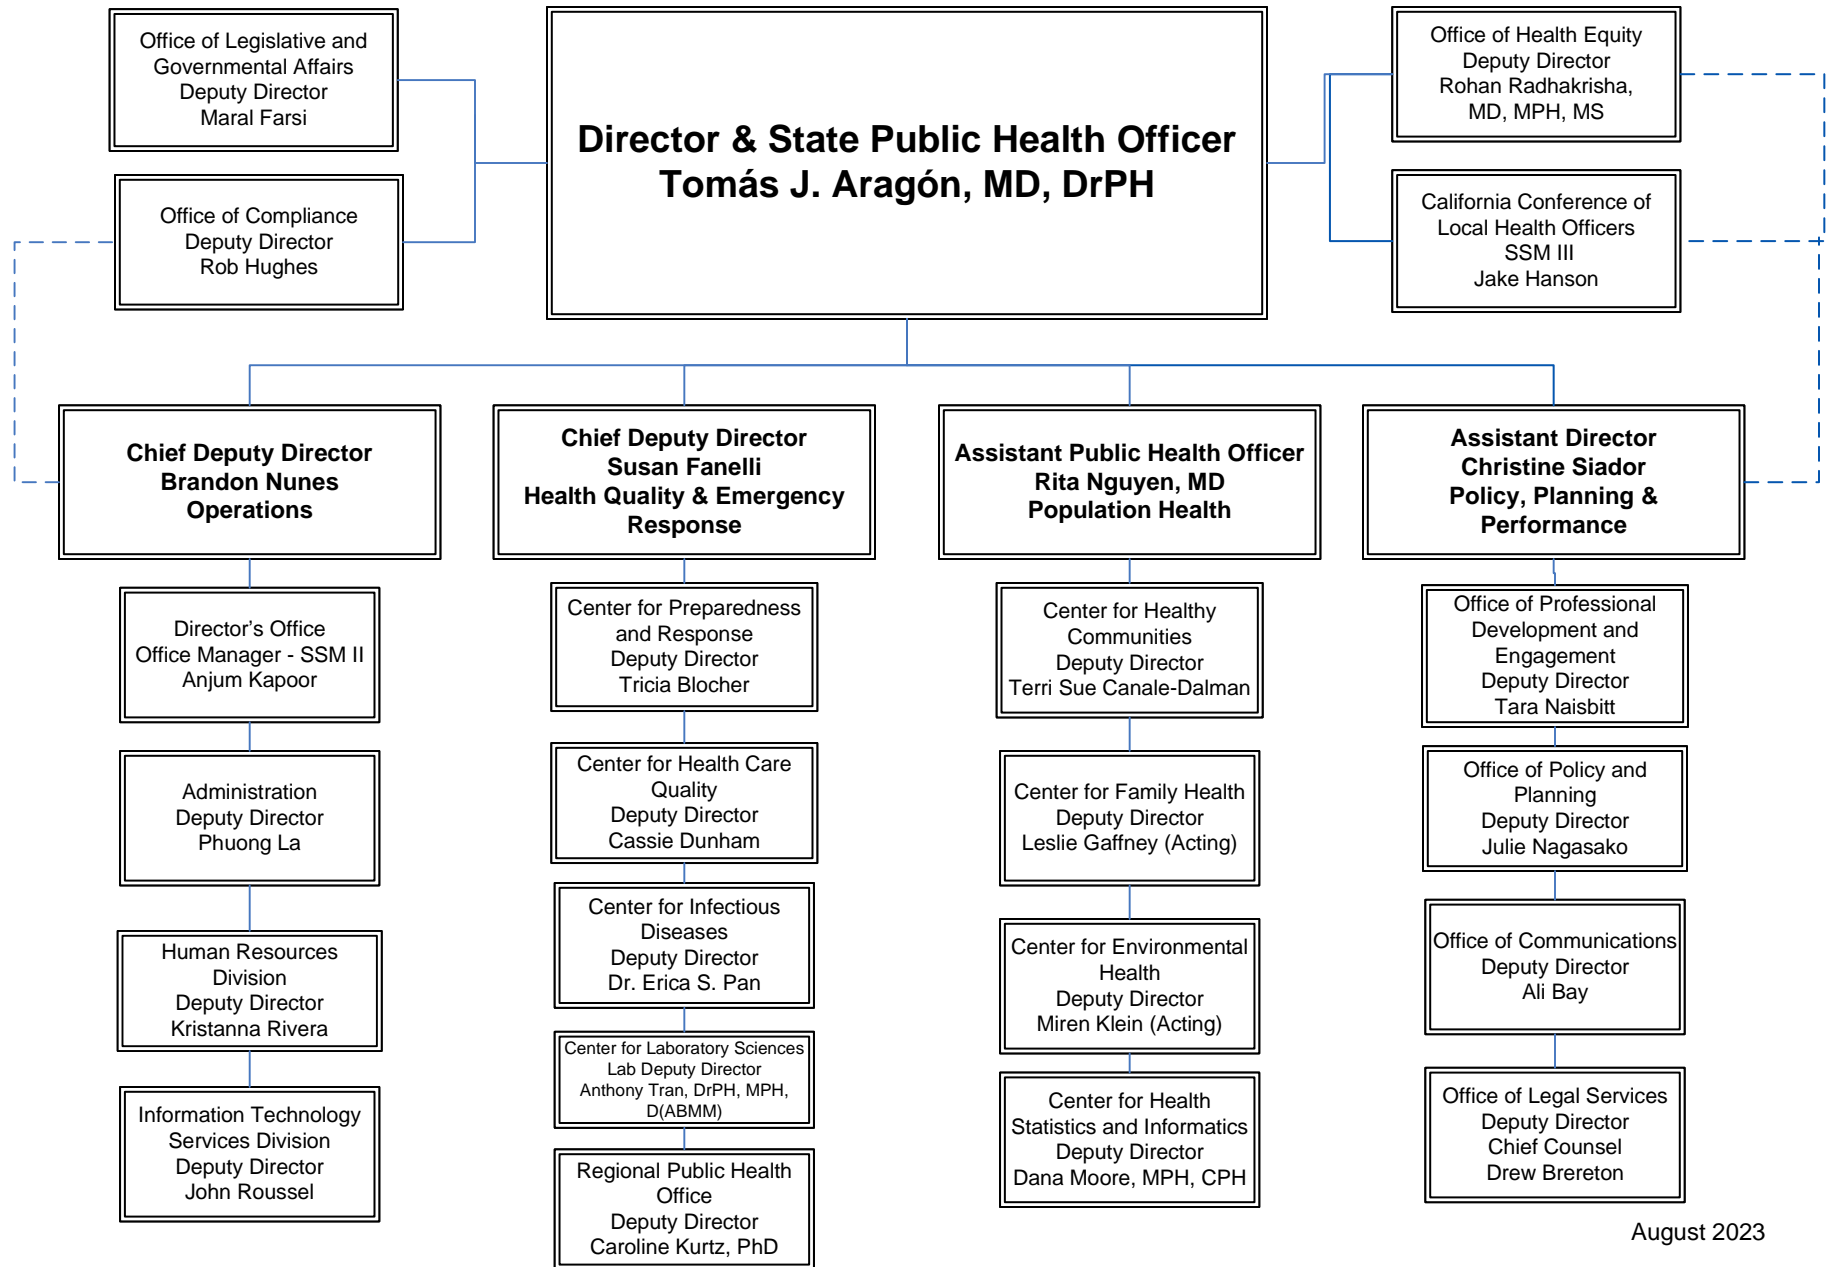 Office of Legislative and
Governmental Affairs
Deputy Director
Maral Farsi
Office of Compliance
Deputy Director
Rob Hughes
Director & State Public Health Officer
Tomás J. Aragón, MD, DrPH
Office of Health Equity
Deputy Director
Rohan Radhakrisha,
MD, MPH, MS
California Conference of
Local Health Officers
SSM III
Jake Hanson
Chief Deputy Director
Brandon Nunes
Operations
Director’s Office
Office Manager - SSM II
Anjum Kapoor
Administration
Deputy Director
Phuong La
Human Resources
Division
Deputy Director
Kristanna Rivera
Information Technology
Services Division
Deputy Director
John Roussel
Chief Deputy Director
Susan Fanelli
Health Quality & Emergency
Response
Center for Preparedness
and Response
Deputy Director
Tricia Blocher
Center for Health Care
Quality
Deputy Director
Cassie Dunham
Center for Infectious
Diseases
Deputy Director
Dr. Erica S. Pan
Center for Laboratory Sciences
Lab Deputy Director
Anthony Tran, DrPH, MPH,
D(ABMM)
Regional Public Health
Office
Deputy Director
Caroline Kurtz, PhD
Assistant Public Health Officer
Rita Nguyen, MD
Population Health
Center for Healthy
Communities
Deputy Director
Terri Sue Canale-Dalman
Center for Family Health
Deputy Director
Leslie Gaffney (Acting)
Center for Environmental
Health
Deputy Director
Miren Klein (Acting)
Center for Health
Statistics and Informatics
Deputy Director
Dana Moore, MPH, CPH
Assistant Director
Christine Siador
Policy, Planning &
Performance
Office of Professional
Development and
Engagement
Deputy Director
Tara Naisbitt
Office of Policy and
Planning
Deputy Director
Julie Nagasako
Office of Communications
Deputy Director
Ali Bay
Office of Legal Services
Deputy Director
Chief Counsel
Drew Brereton
August 2023